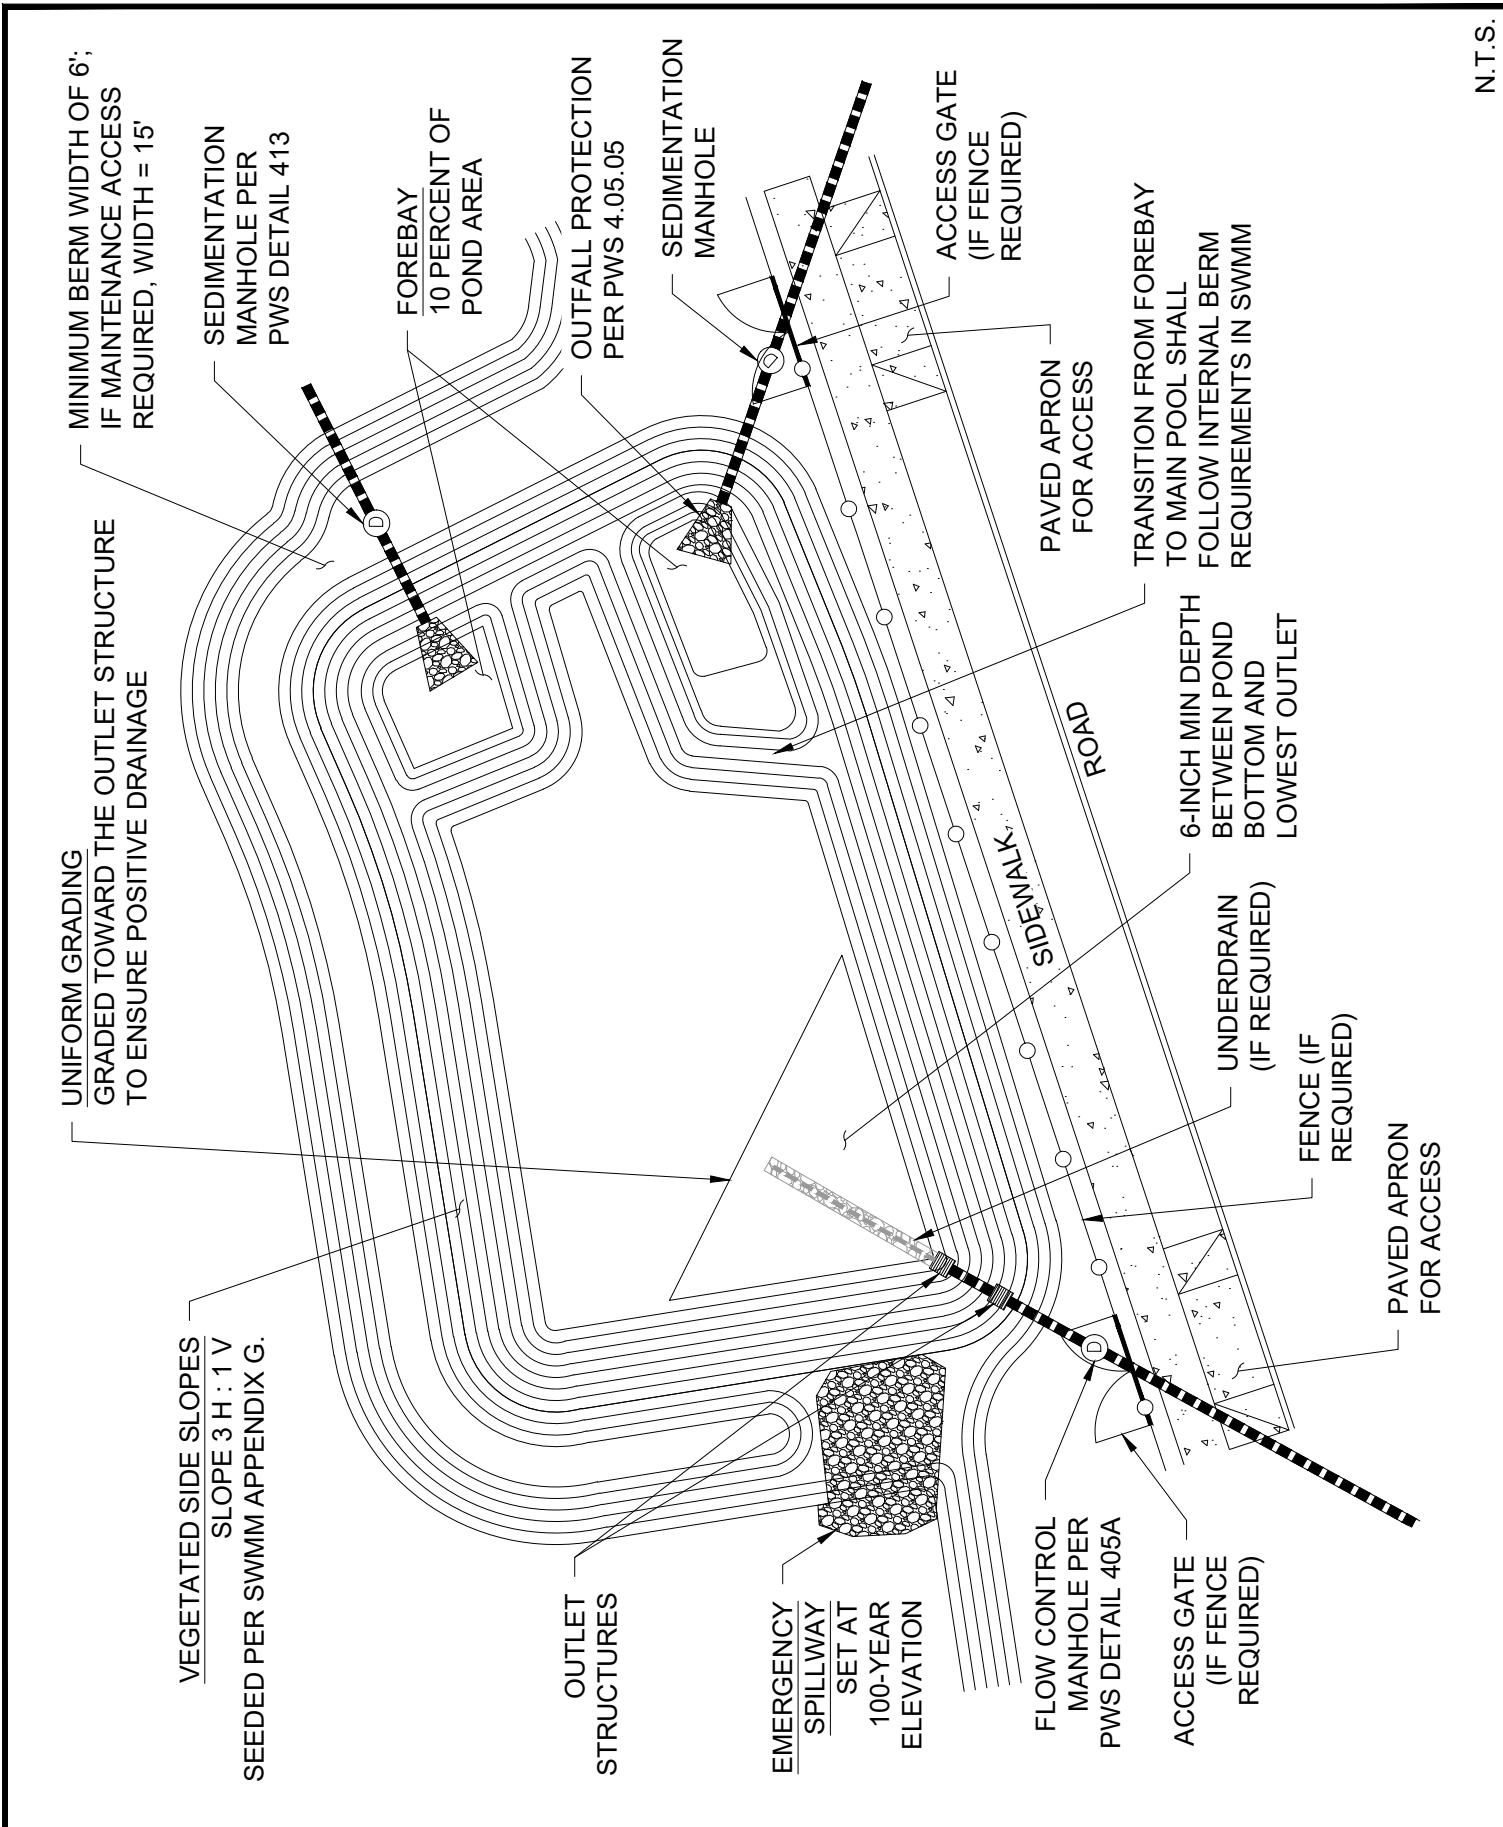 MINIMUM BERM WIDTH OF 6';
IF MAINTENANCE ACCESS
REQUIRED, WIDTH = 15'
SEDIMENTATION
MANHOLE PER
PWS DETAIL 413
FOREBAY
10 PERCENT OF
POND AREA
OUTFALL PROTECTION
PER PWS 4.05.05
SEDIMENTATION
MANHOLE
ACCESS GATE
(IF FENCE
REQUIRED)
N.T.S.
UNIFORM GRADING
GRADED TOWARD THE OUTLET STRUCTURE
TO ENSURE POSITIVE DRAINAGE
D
D
PAVED APRON
FOR ACCESS
TRANSITION FROM FOREBAY
TO MAIN POOL SHALL
FOLLOW INTERNAL BERM
REQUIREMENTS IN SWMM
ROAD
SIDEWALK
6-INCH MIN DEPTH
BETWEEN POND
BOTTOM AND
LOWEST OUTLET
UNDERDRAIN
(IF REQUIRED)
FENCE (IF
REQUIRED)
PAVED APRON
FOR ACCESS
VEGETATED SIDE SLOPES
SLOPE 3 H : 1 V
SEEDED PER SWMM APPENDIX G.
OUTLET
STRUCTURES
EMERGENCY
SPILLWAY
SET AT
100-YEAR
ELEVATION
D
FLOW CONTROL
MANHOLE PER
PWS DETAIL 405A
ACCESS GATE
(IF FENCE
REQUIRED)